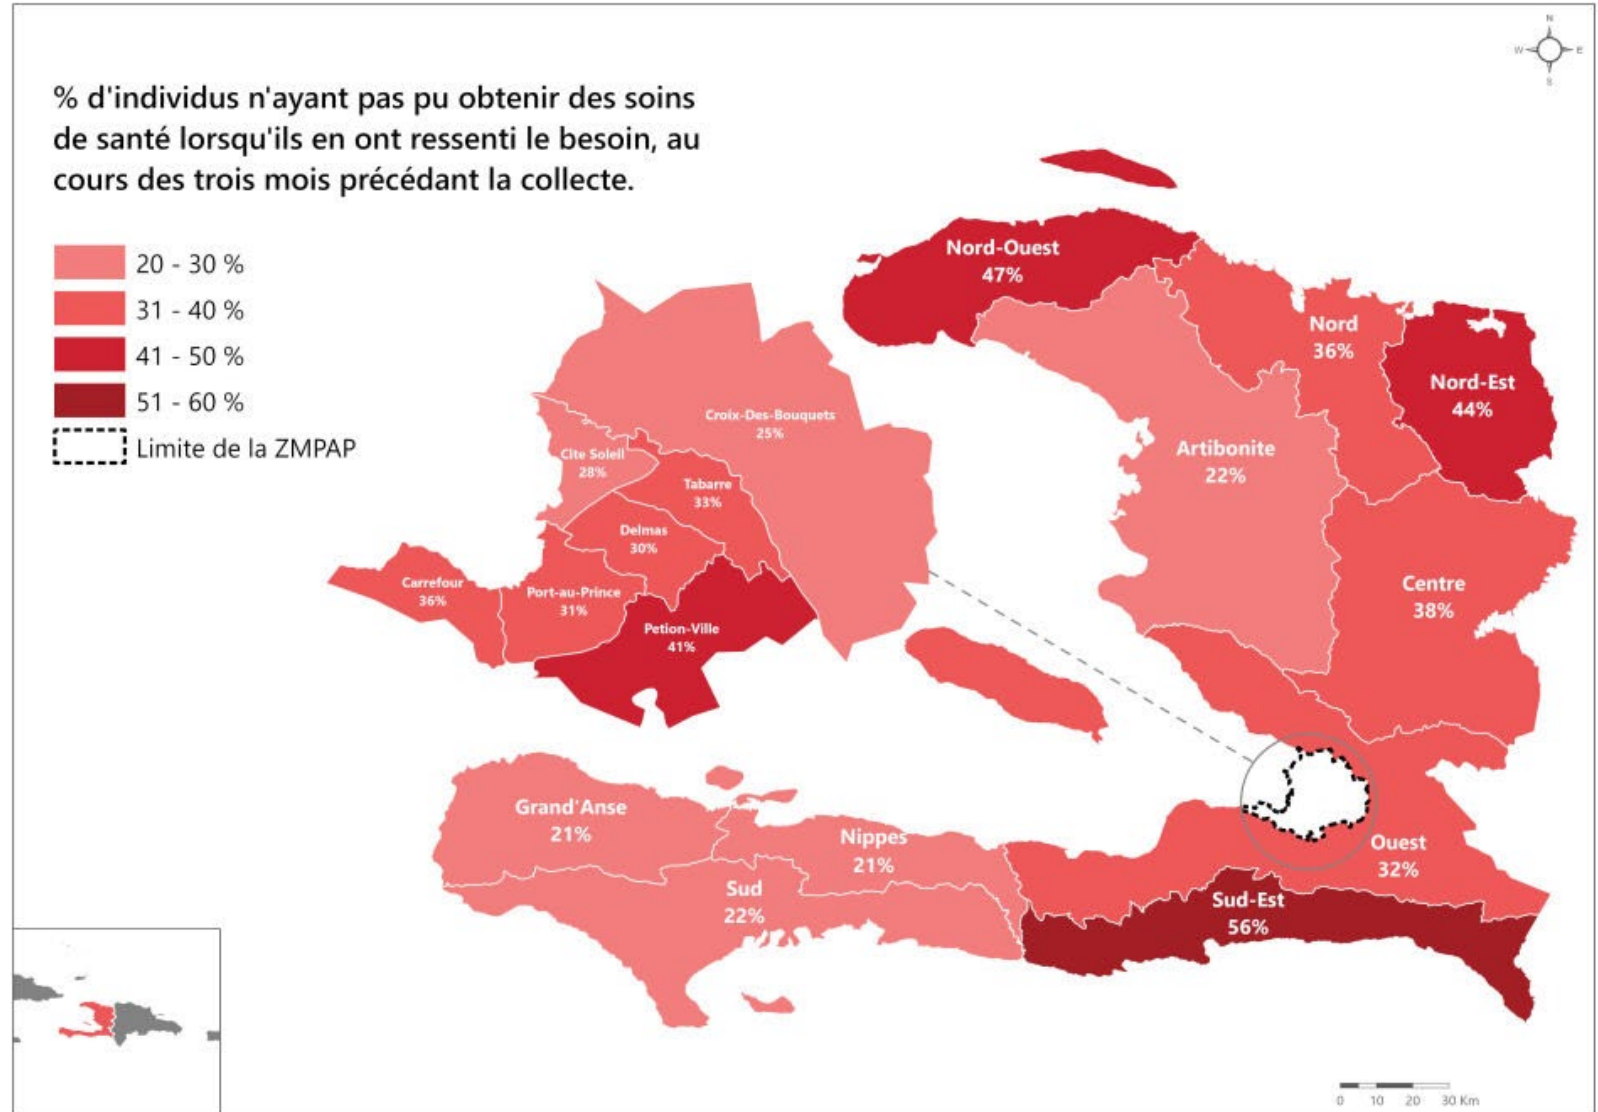 N
W
E
S
% d'individus n'ayant pas pu obtenir des soins
de santé lorsqu'ils en ont ressenti le besoin, au
cours des trois mois précédant la collecte.
20 - 30 %
31 - 40 %
41 - 50 %
51 - 60 %
Limite de la ZMPAP
Nord-Ouest
47%
Nord
36%
Nord-Est
44%
Artibonite
22%
Centre
38%
Croix-Des-Bouquets
25%
Cite Soleil
28%
Tabarre
33%
Delmas
30%
Carrefour
36%
Port-au-Prince
31%
Petion-Ville
41%
Grand'Anse
21%
Nippes
21%
Sud
22%
Ouest
32%
Sud-Est
56%
0 10 20 30 Km